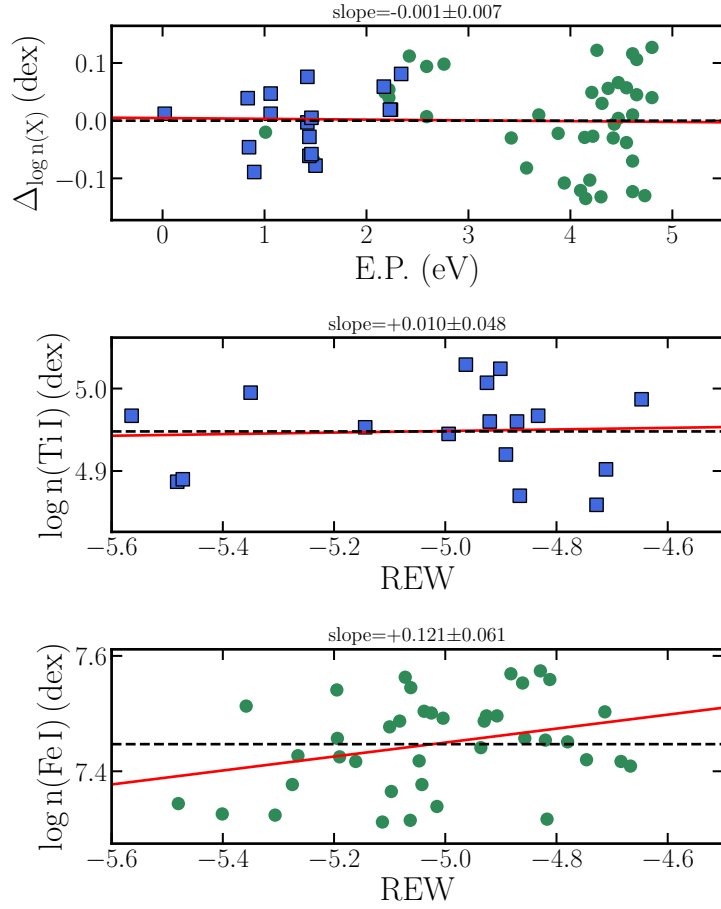 slope=-0.001±0.007
Δlog n(X) (dex)
0.1
0.0
−0.1
0 1 2 3 4 5
E.P. (eV)
slope=+0.010±0.048
log n(Ti I) (dex)
5.0
4.9
−5.6 −5.4 −5.2 −5.0 −4.8 −4.6
REW
slope=+0.121±0.061
log n(Fe I) (dex)
7.6
7.4
−5.6 −5.4 −5.2 −5.0 −4.8 −4.6
REW